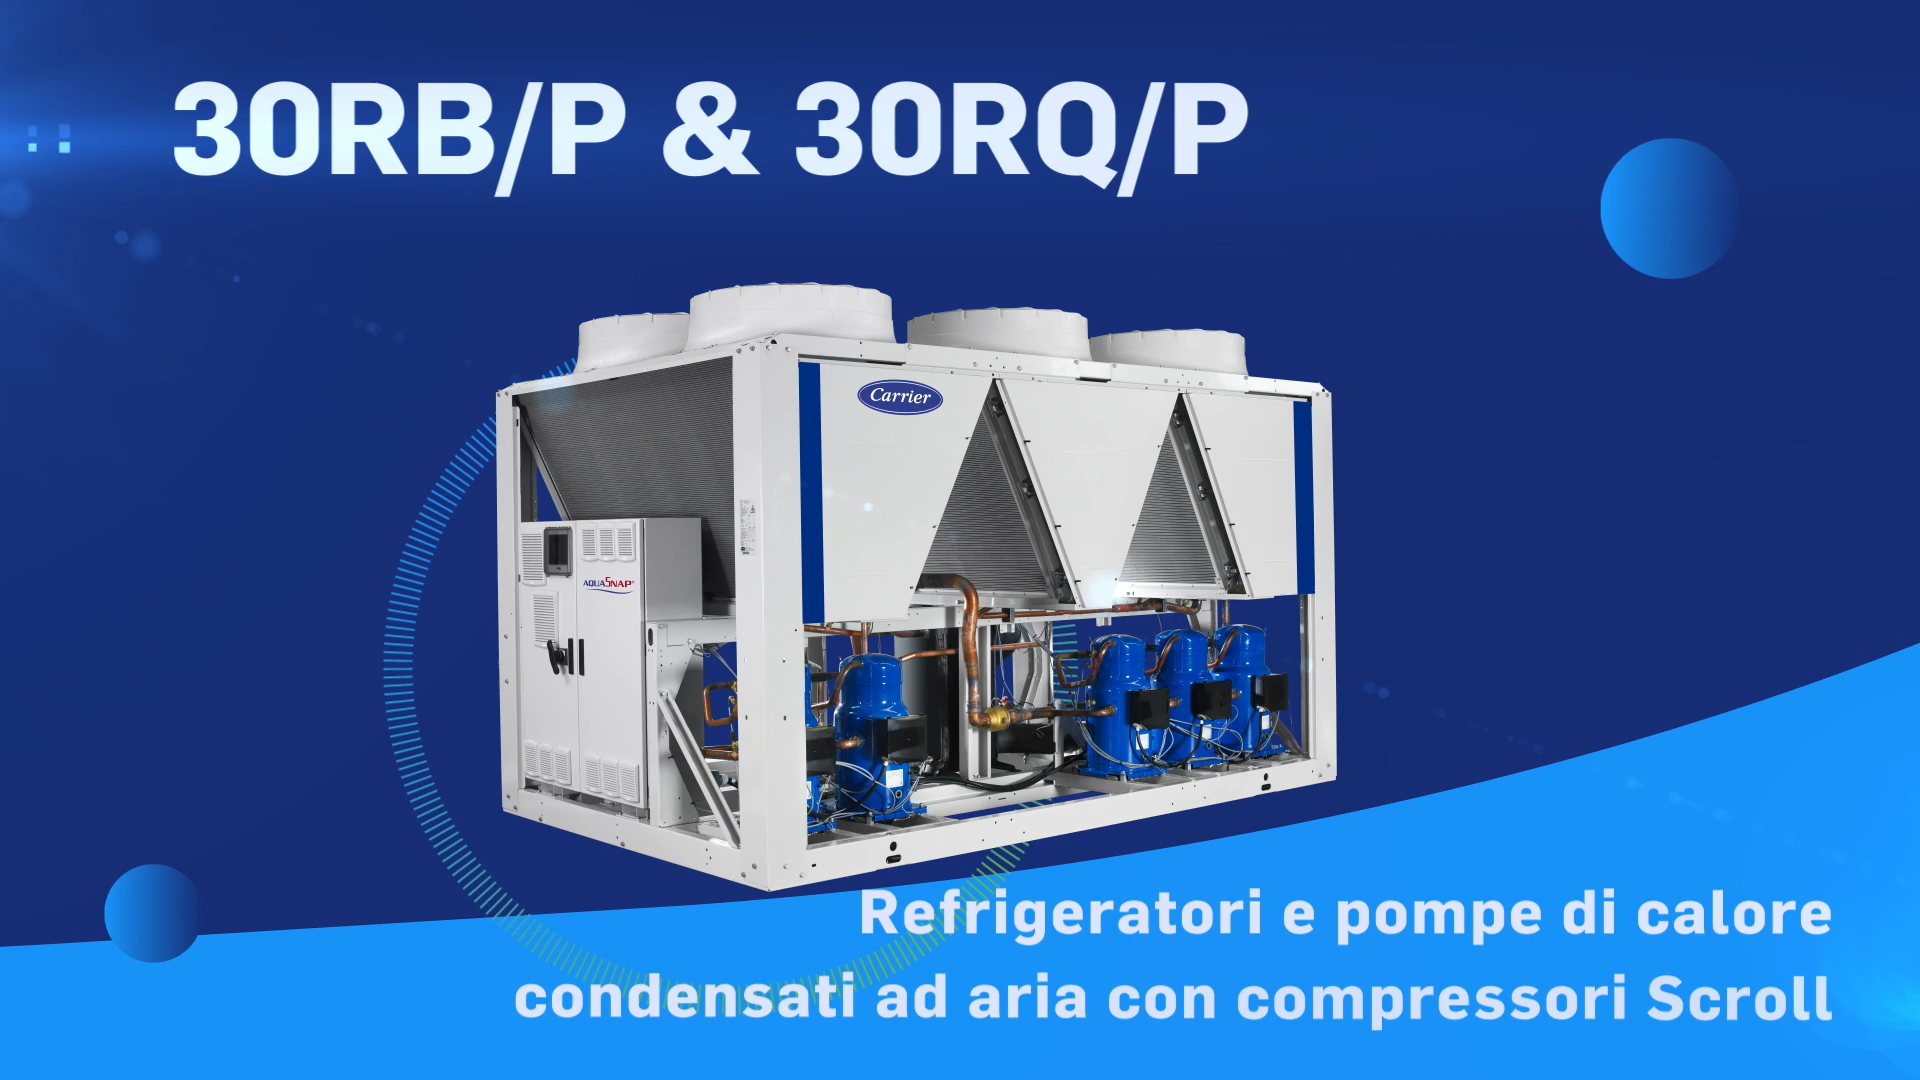 30RB/P & 30RQ/P
Carrier
AQUASNAP®
Refrigeratori e pompe di calore
condensati ad aria con compressori Scroll